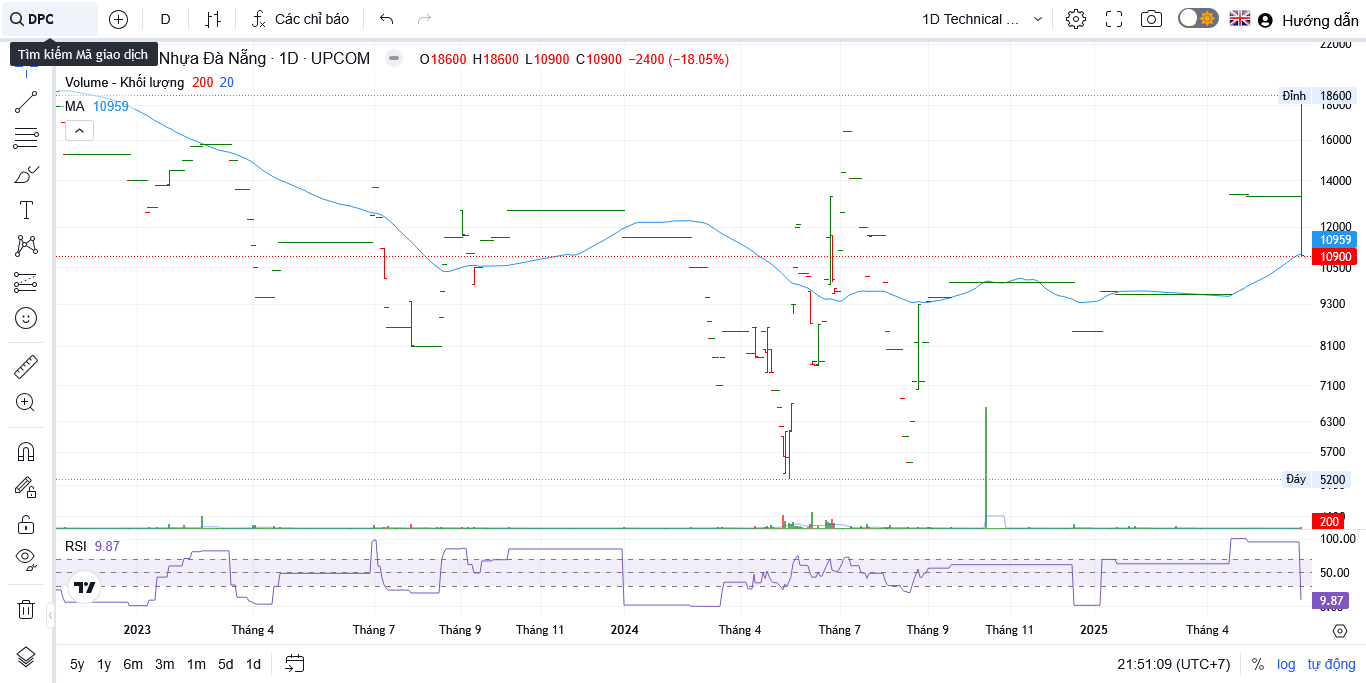 DPC D Các chỉ báo 1D Technical ... Hướng dẫn
Tìm kiếm Mã giao dịch
Nhựa Đà Nẵng · 1D · UPCOM O18600 H18600 L10900 C10900 −2400 (−18.05%)
Volume - Khối lượng 200 20
MA 10959
22000
Đỉnh 18600
18000
16000
14000
12000
10959
10900
10500
9300
8100
7100
6300
5700
Đáy 5200
200
RSI 9.87
100.00
50.00
9.87
2023 Tháng 4 Tháng 7 Tháng 9 Tháng 11 2024 Tháng 4 Tháng 7 Tháng 9 Tháng 11 2025 Tháng 4
5y 1y 6m 3m 1m 5d 1d 21:51:09 (UTC+7) % log tự động